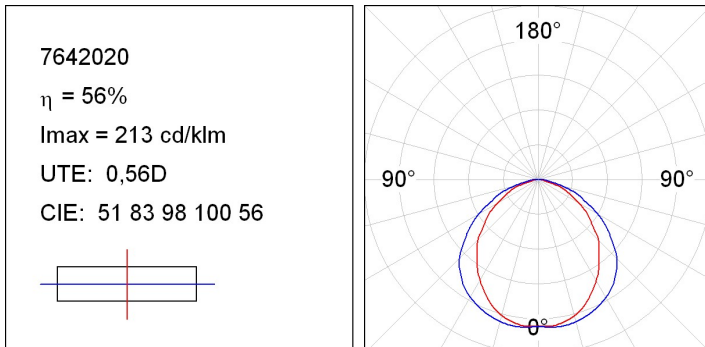 7642020
η = 56%
Imax = 213 cd/klm
UTE: 0,56D
CIE: 51 83 98 100 56
180°
90° 90°
0°